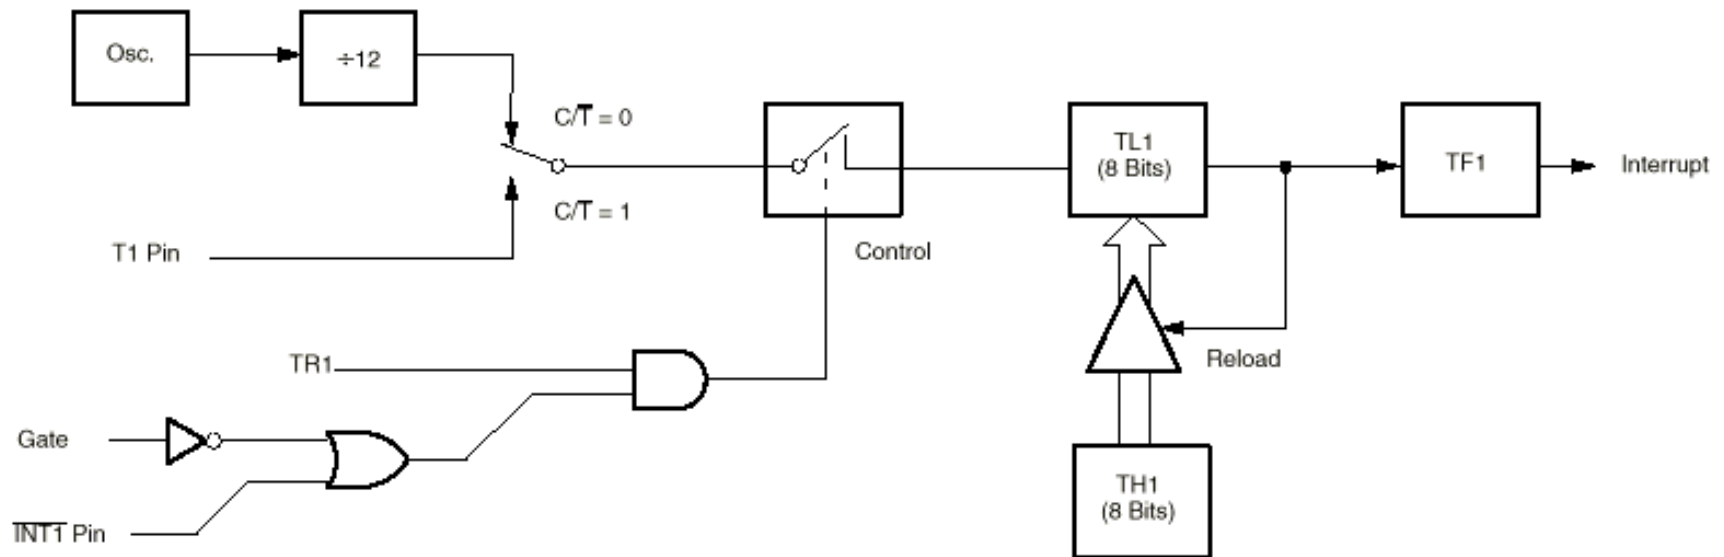 Osc.
÷12
C/T̅ = 0
TL1
(8 Bits)
TF1
Interrupt
C/T̅ = 1
T1 Pin
Control
TR1
Reload
Gate
TH1
(8 Bits)
I̅N̅T̅1̅ Pin